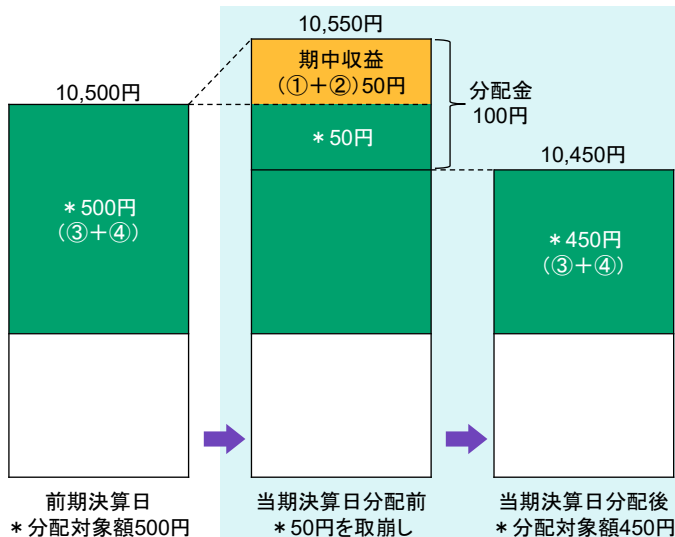 10,500円
＊500円
（③＋④）
前期決算日
＊分配対象額500円
10,550円
期中収益
（①＋②）50円
＊50円
分配金
100円
当期決算日分配前
＊50円を取崩し
10,450円
＊450円
（③＋④）
当期決算日分配後
＊分配対象額450円